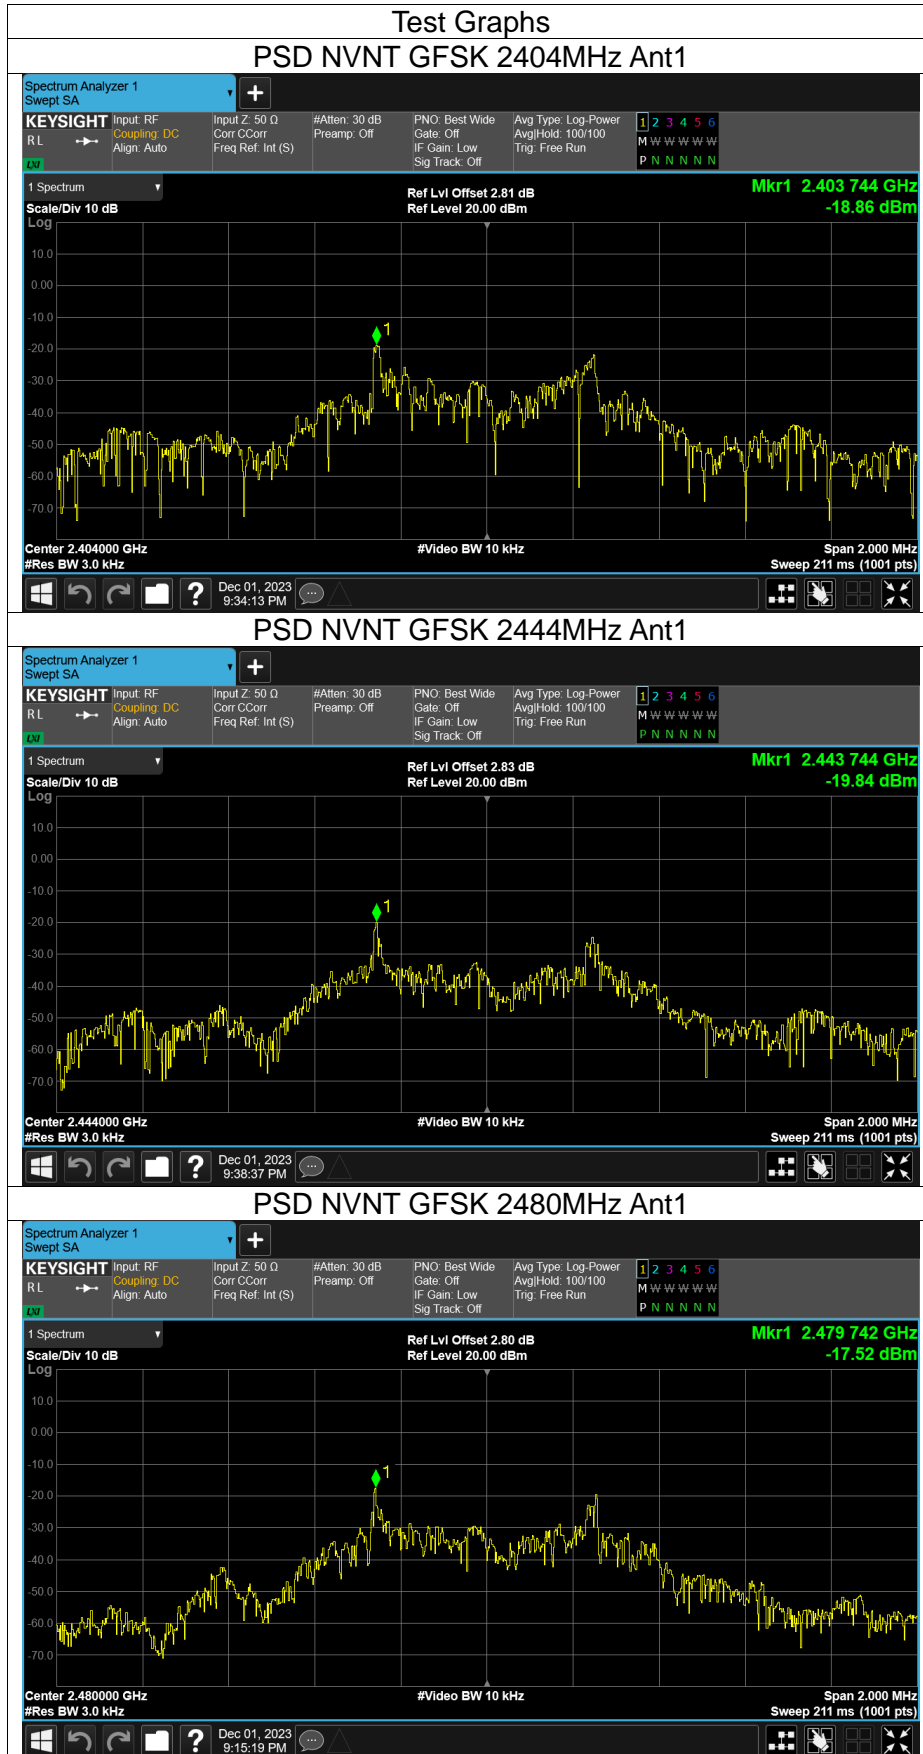 Test Graphs
PSD NVNT GFSK 2404MHz Ant1
Spectrum Analyzer 1
Swept SA
+
KEYSIGHT Input: RF Input Z: 50 Ω #Atten: 30 dB PNO: Best Wide Avg Type: Log-Power 1 2 3 4 5 6
R L Coupling: DC Corr CCorr Preamp: Off Gate: Off Avg|Hold: 100/100 M W W W W W
Align: Auto Freq Ref: Int (S) IF Gain: Low Trig: Free Run
LXI Sig Track: Off P N N N N N
1 Spectrum Ref Lvl Offset 2.81 dB Mkr1 2.403 744 GHz
Scale/Div 10 dB Ref Level 20.00 dBm -18.86 dBm
Log
10.0
0.00
1
-10.0
-20.0
-30.0
-40.0
-50.0
-60.0
-70.0
Center 2.404000 GHz #Video BW 10 kHz Span 2.000 MHz
#Res BW 3.0 kHz Sweep 211 ms (1001 pts)
? Dec 01, 2023
9:34:13 PM
PSD NVNT GFSK 2444MHz Ant1
Spectrum Analyzer 1
Swept SA
+
KEYSIGHT Input: RF Input Z: 50 Ω #Atten: 30 dB PNO: Best Wide Avg Type: Log-Power 1 2 3 4 5 6
R L Coupling: DC Corr CCorr Preamp: Off Gate: Off Avg|Hold: 100/100 M W W W W W
Align: Auto Freq Ref: Int (S) IF Gain: Low Trig: Free Run
LXI Sig Track: Off P N N N N N
1 Spectrum Ref Lvl Offset 2.83 dB Mkr1 2.443 744 GHz
Scale/Div 10 dB Ref Level 20.00 dBm -19.84 dBm
Log
10.0
0.00
-10.0
1
-20.0
-30.0
-40.0
-50.0
-60.0
-70.0
Center 2.444000 GHz #Video BW 10 kHz Span 2.000 MHz
#Res BW 3.0 kHz Sweep 211 ms (1001 pts)
? Dec 01, 2023
9:38:37 PM
PSD NVNT GFSK 2480MHz Ant1
Spectrum Analyzer 1
Swept SA
+
KEYSIGHT Input: RF Input Z: 50 Ω #Atten: 30 dB PNO: Best Wide Avg Type: Log-Power 1 2 3 4 5 6
R L Coupling: DC Corr CCorr Preamp: Off Gate: Off Avg|Hold: 100/100 M W W W W W
Align: Auto Freq Ref: Int (S) IF Gain: Low Trig: Free Run
LXI Sig Track: Off P N N N N N
1 Spectrum Ref Lvl Offset 2.80 dB Mkr1 2.479 742 GHz
Scale/Div 10 dB Ref Level 20.00 dBm -17.52 dBm
Log
10.0
0.00
-10.0
1
-20.0
-30.0
-40.0
-50.0
-60.0
-70.0
Center 2.480000 GHz #Video BW 10 kHz Span 2.000 MHz
#Res BW 3.0 kHz Sweep 211 ms (1001 pts)
? Dec 01, 2023
9:15:19 PM